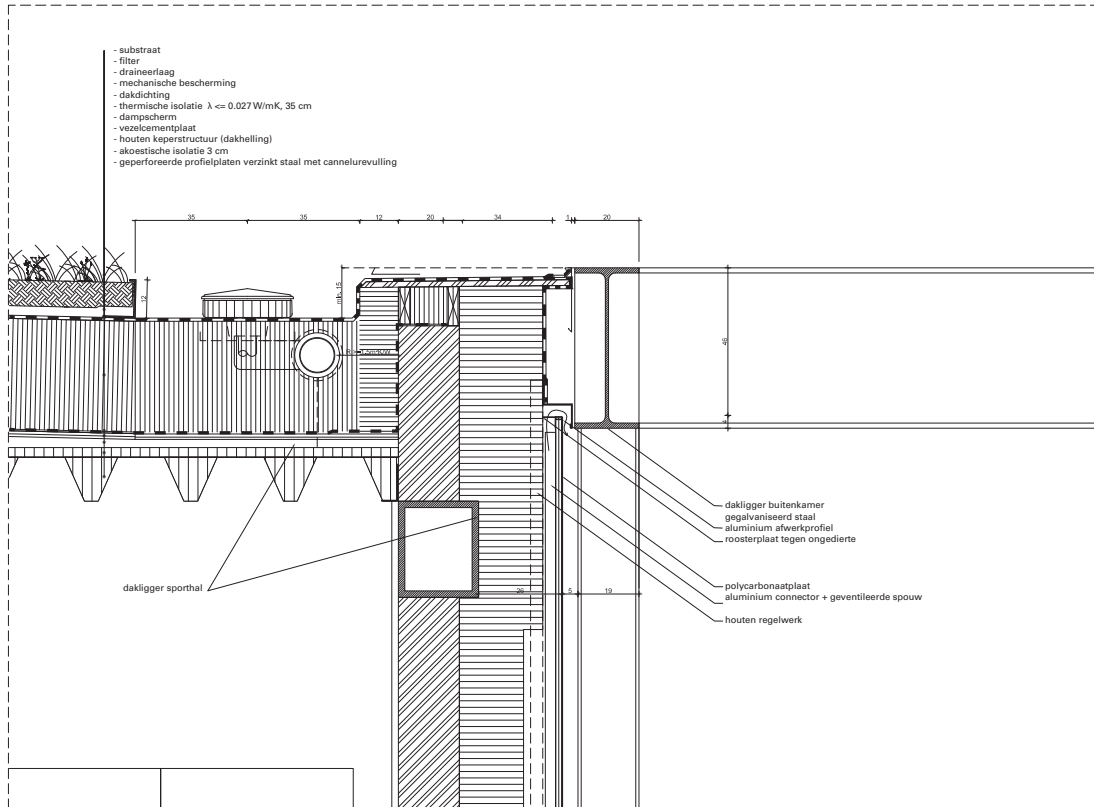 - substraat
- filter
- draineerlaag
- mechanische bescherming
- dakdichting
- thermische isolatie λ <= 0.027 W/mK, 35 cm
- dampscherm
- vezelcementplaat
- houten keperstructuur (dakhelling)
- akoestische isolatie 3 cm
- geperforeerde profielplaten verzinkt staal met cannelurevulling
35 35 12 20 34 1 20
12
min. 15
46
4
dakligger buitenkamer
gegalvaniseerd staal
aluminium afwerkprofiel
roosterplaat tegen ongedierte
dakligger sporthal
polycarbonaatplaat
26 5 19
aluminium connector + geventileerde spouw
houten regelwerk